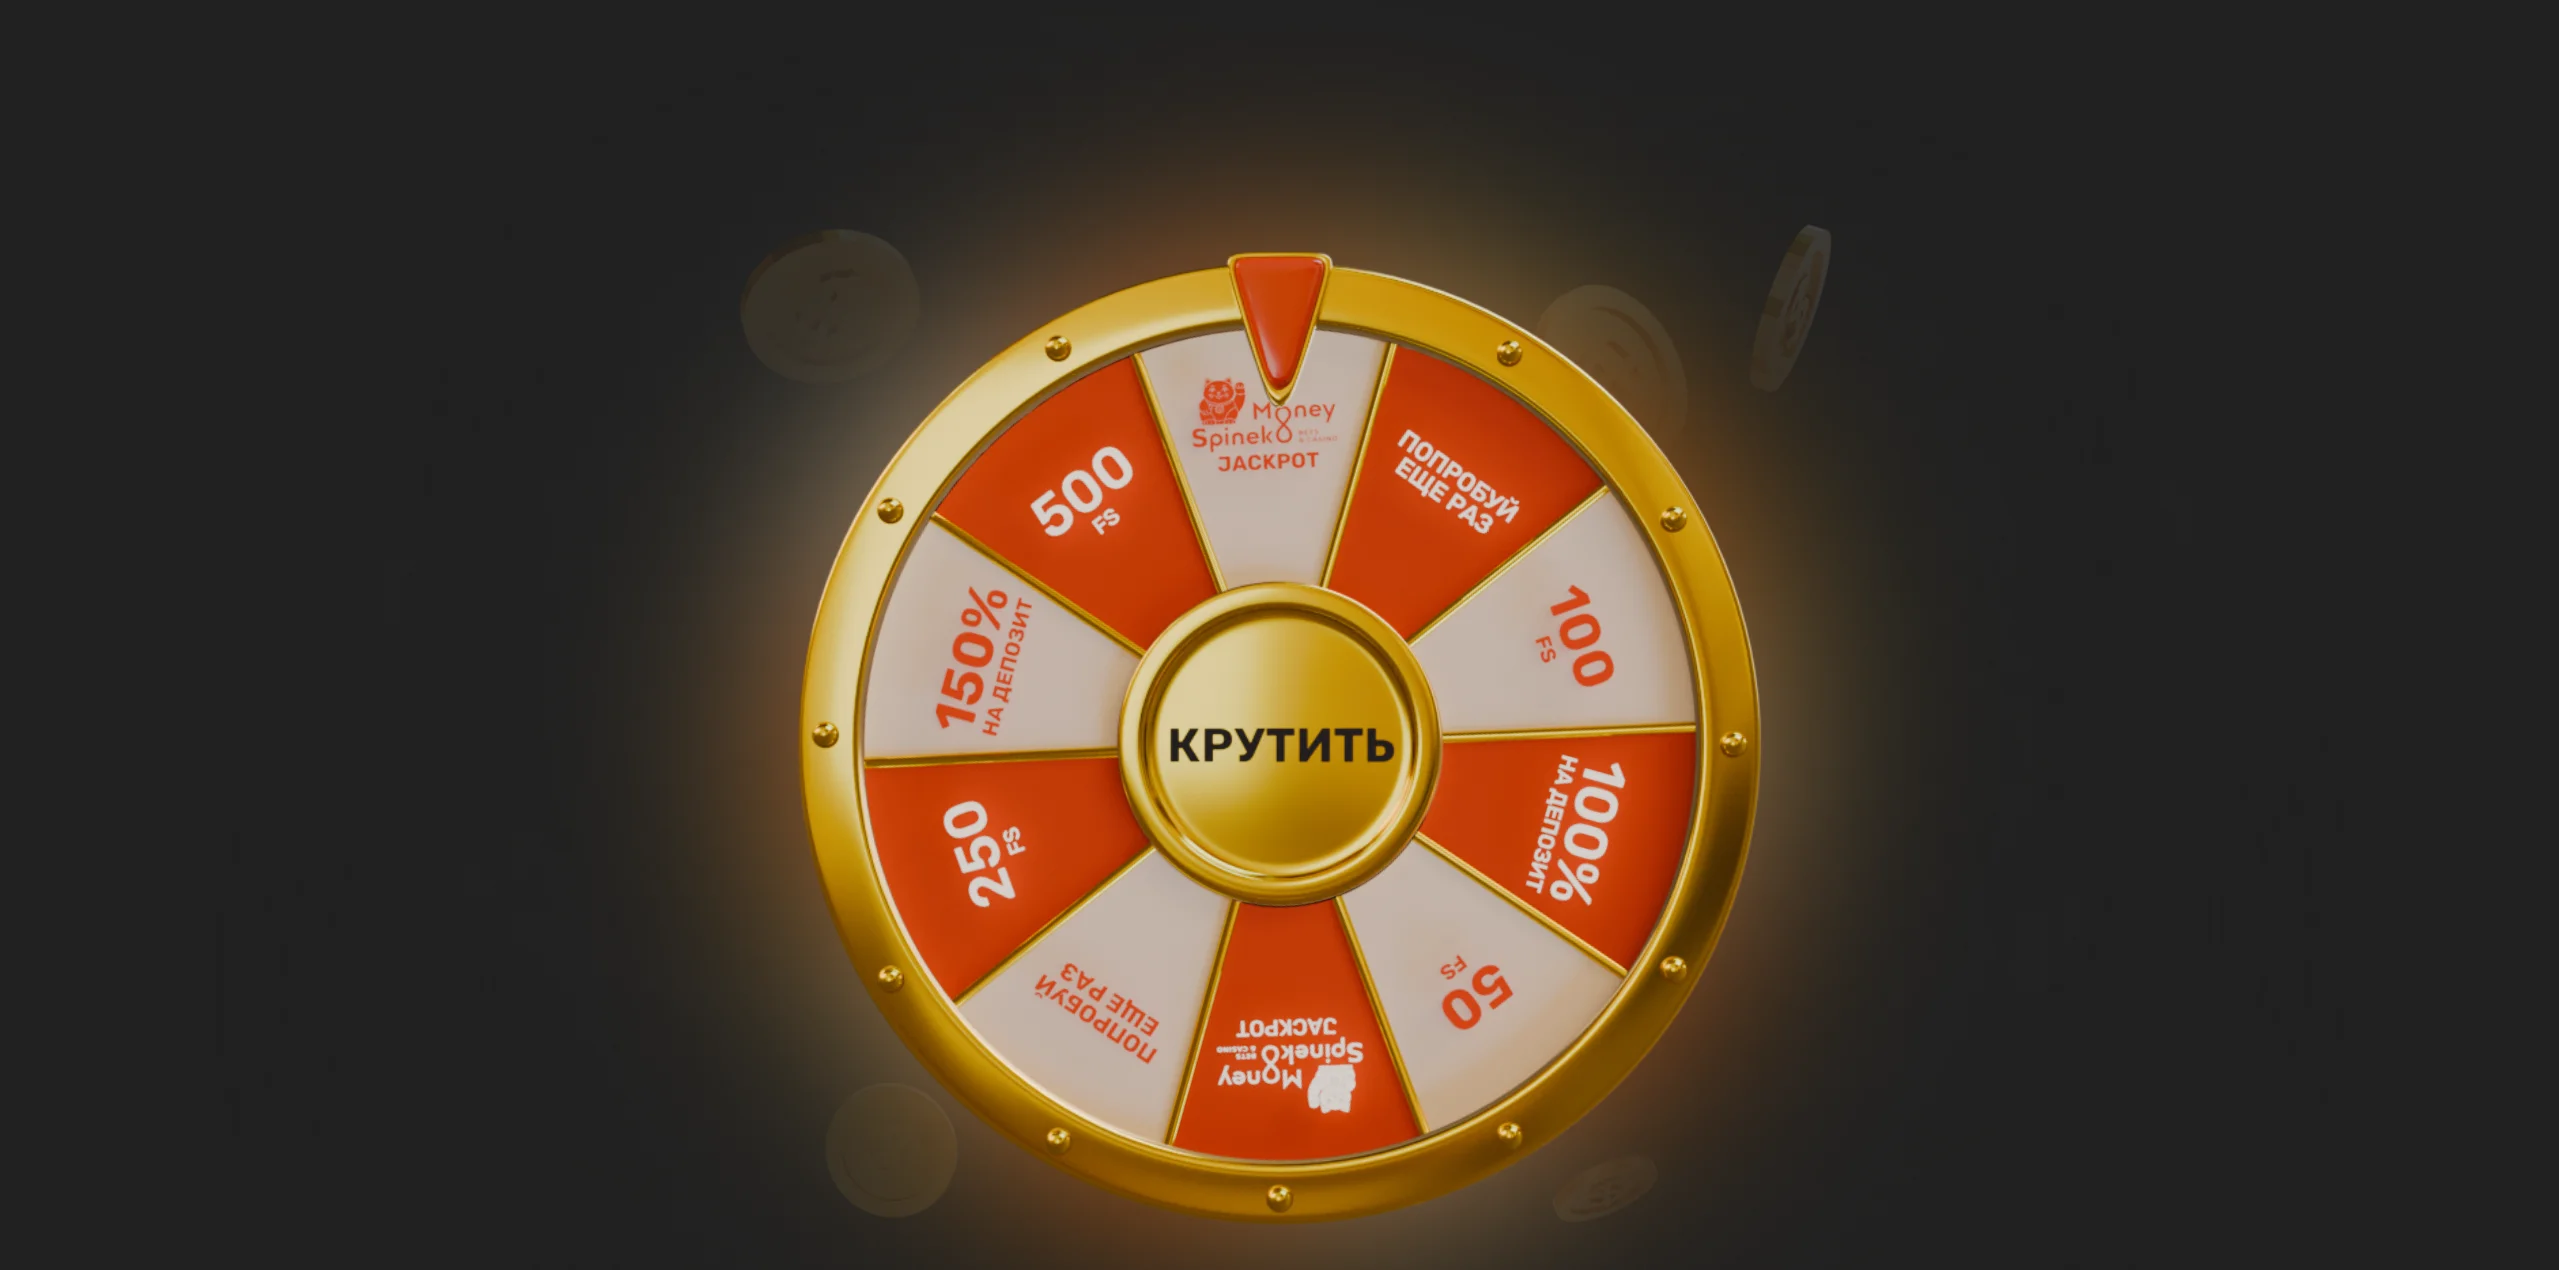 Money
Spineko BETS
& CASINO
JACKPOT
ПОПРОБУЙ
ЕЩЕ РАЗ
100
FS
100%
НА ДЕПОЗИТ
50
FS
Money
Spineko BETS
& CASINO
JACKPOT
ПОПРОБУЙ
ЕЩЕ РАЗ
250
FS
150%
НА ДЕПОЗИТ
500
FS
КРУТИТЬ